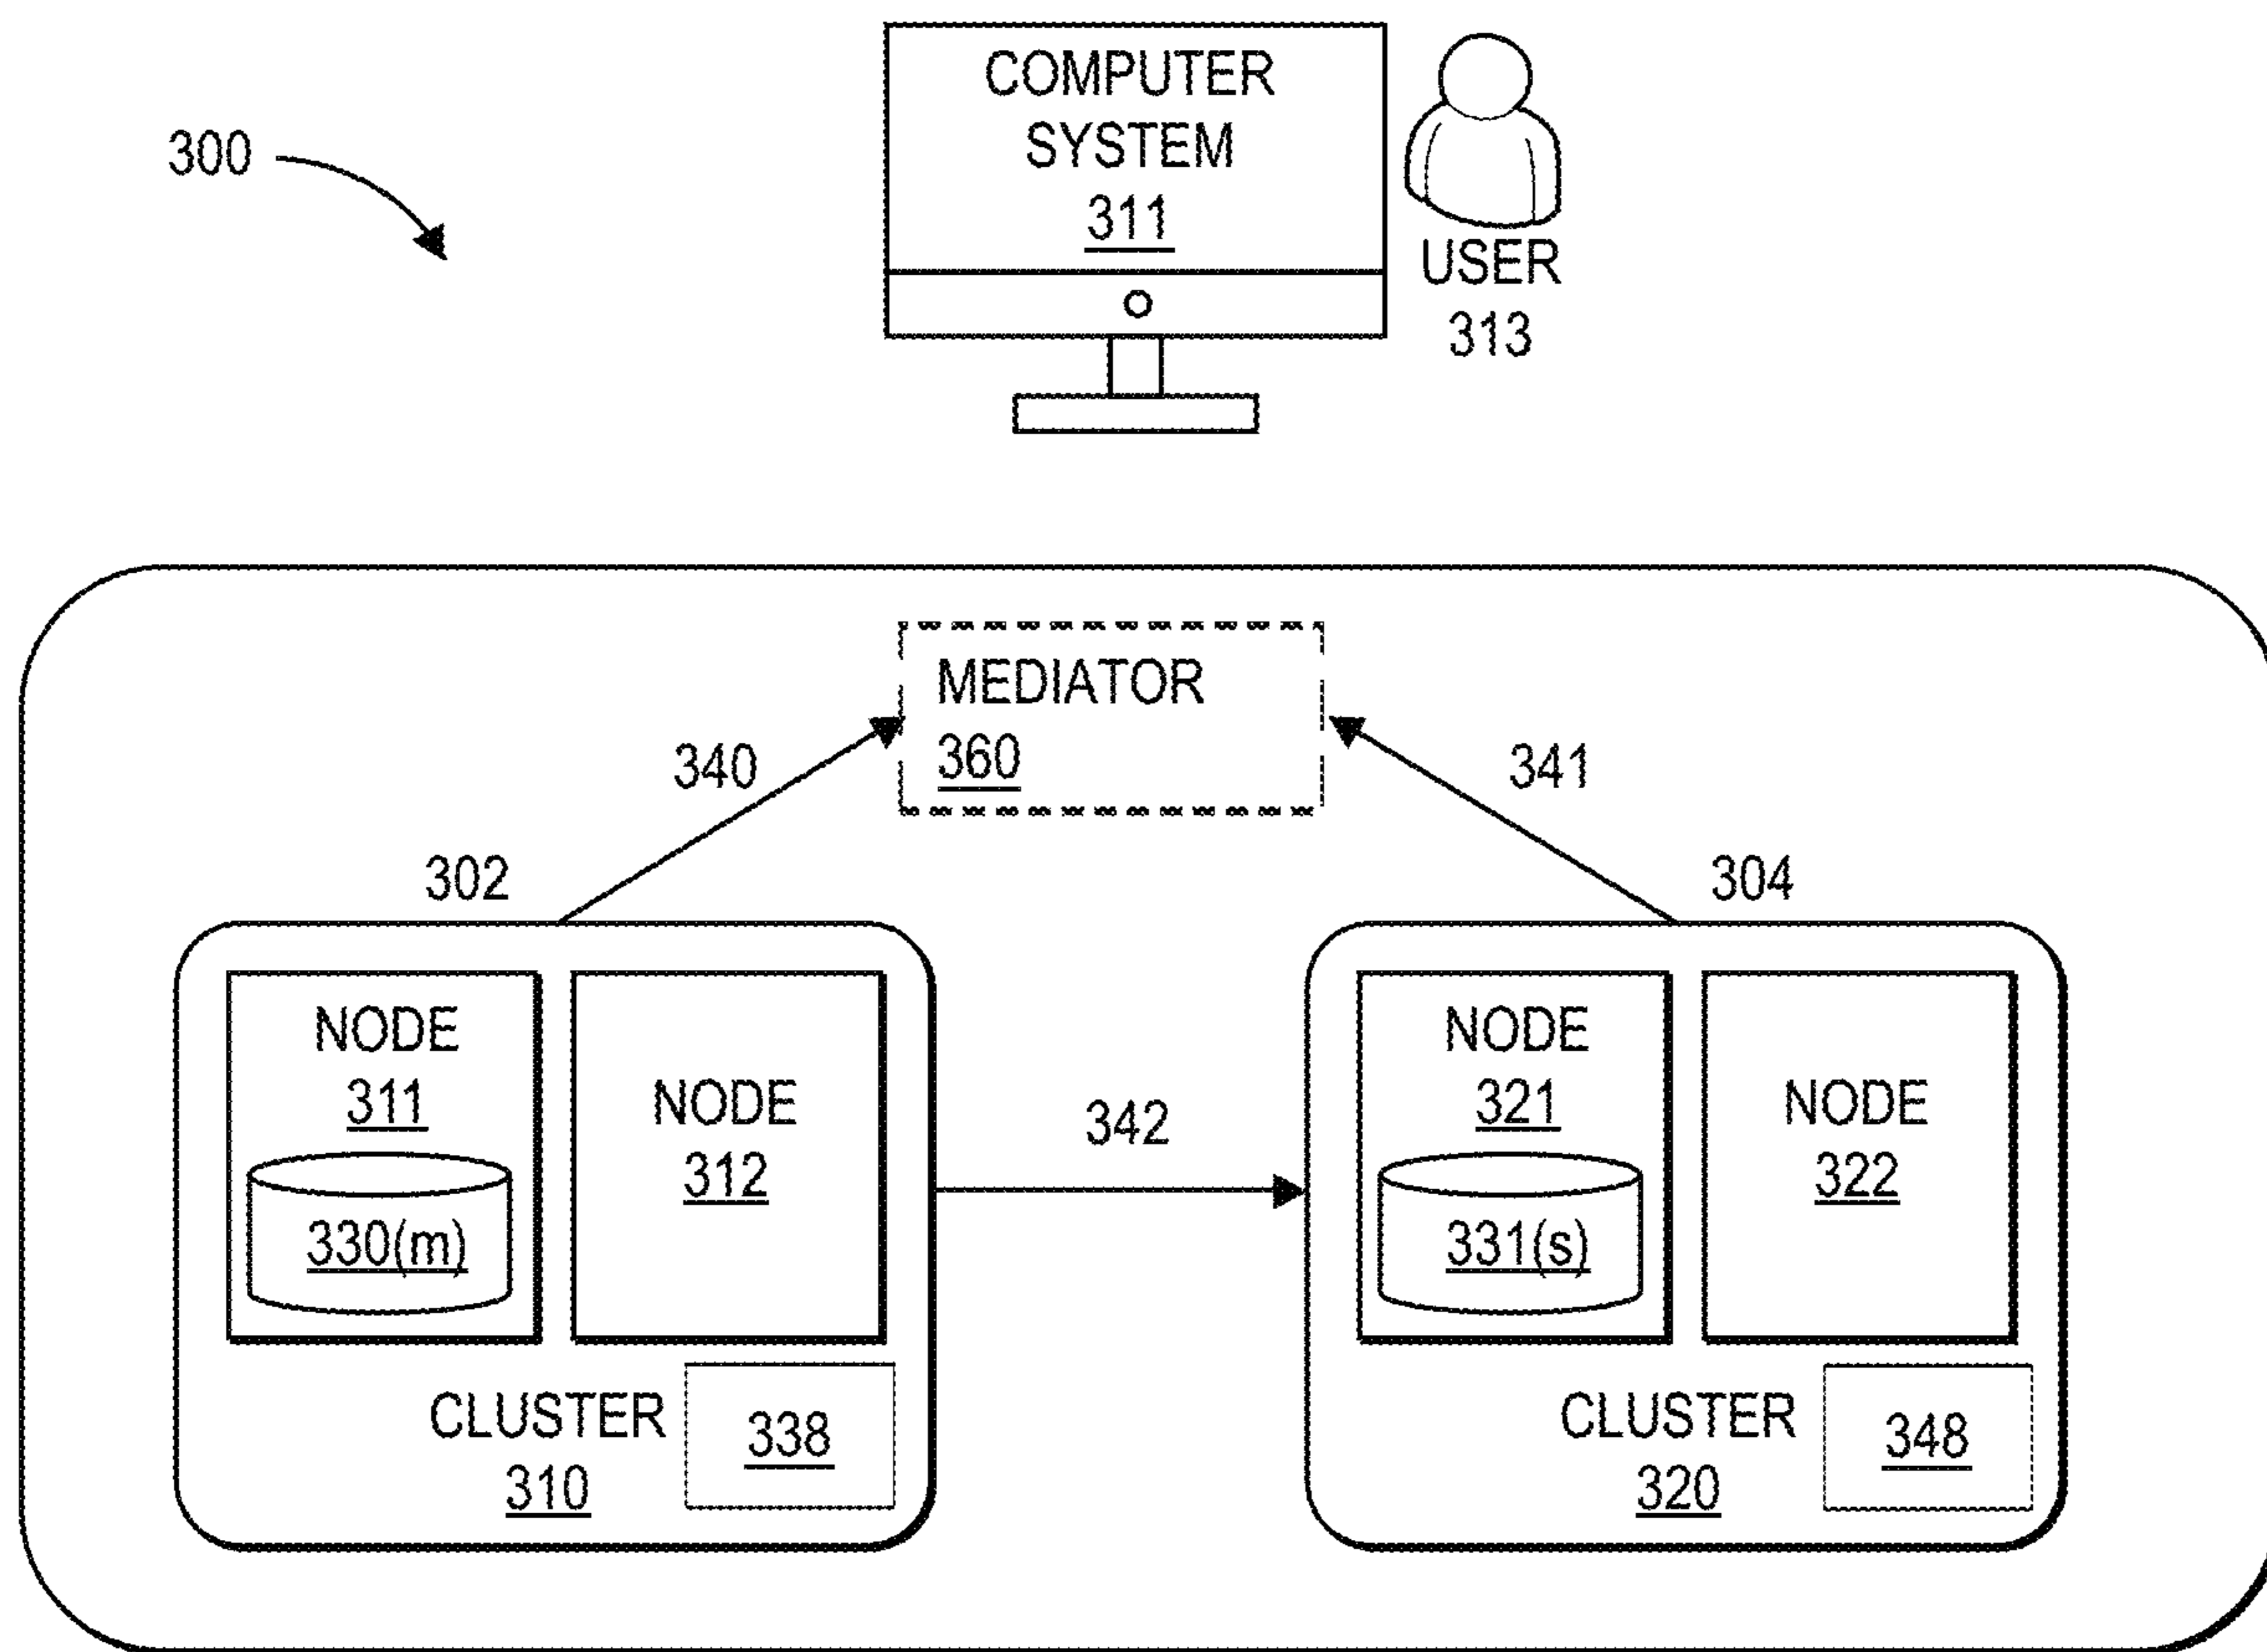 COMPUTER
SYSTEM
311
300
USER
313
MEDIATOR
360
340
341
302
304
NODE
311
330(m)
NODE
312
342
NODE
321
331(s)
NODE
322
CLUSTER
310
338
CLUSTER
320
348